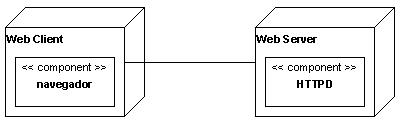 Web Client
<< component >>
navegador
Web Server
<< component >>
HTTPD